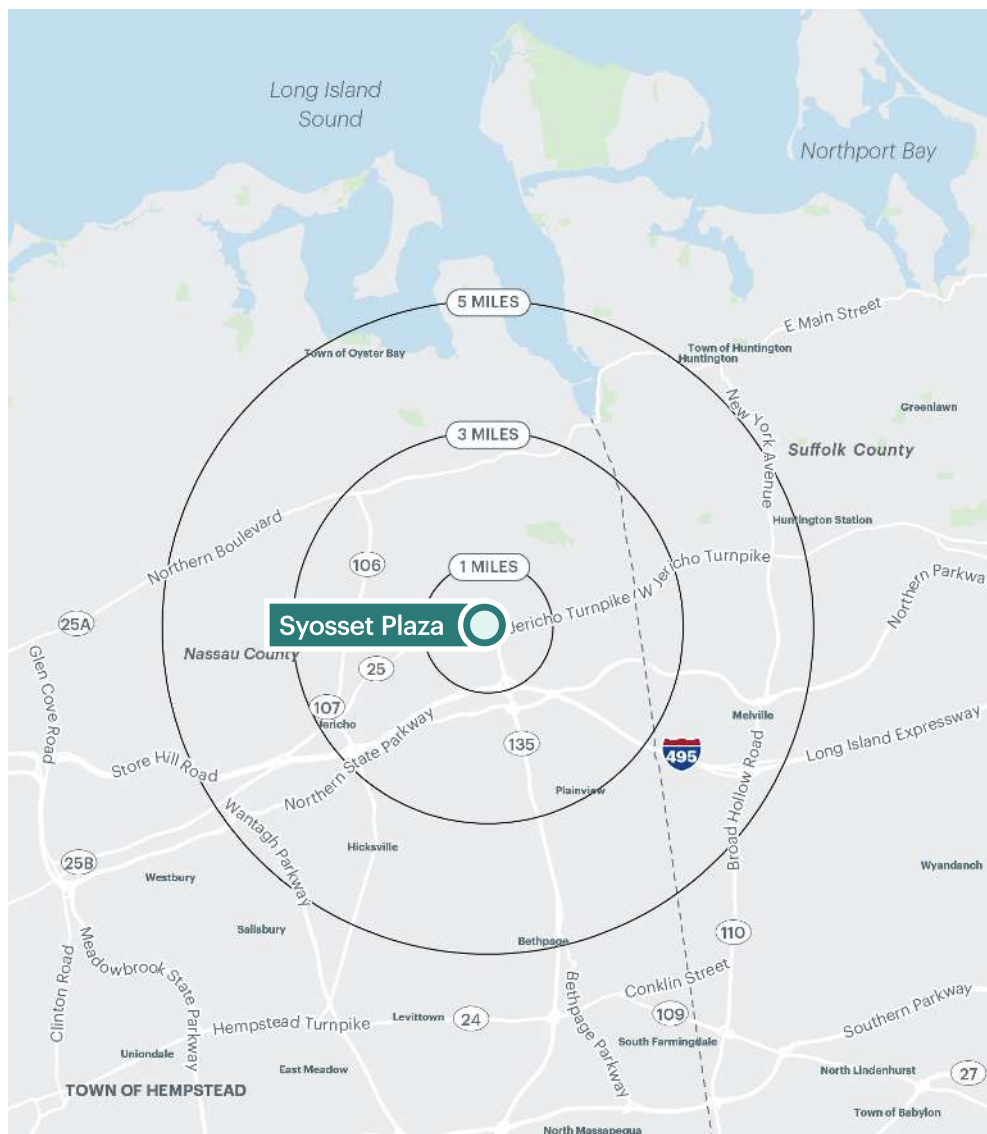 Long Island
Sound
Northport Bay
5 MILES
E Main Street
Town of Oyster Bay
Town of Huntington
Huntington
New York Avenue
Greenlawn
3 MILES
Suffolk County
Northern Boulevard
Huntington Station
106
1 MILES
W Jericho Turnpike
Northern Parkway
25A
Syosset Plaza
Jericho Turnpike
Glen Cove Road
Nassau County
25
107
Jericho
Melville
135
495
Long Island Expressway
Store Hill Road
Northern State Parkway
Plainview
Broad Hollow Road
Wantagh Parkway
Hicksville
25B
Westbury
Wyandanch
Salisbury
Bethpage
110
Meadowbrook State Parkway
Clinton Road
Conklin Street
Bethpage Parkway
Southern Parkway
Hempstead Turnpike
Levittown
24
109
South Farmingdale
Uniondale
East Meadow
North Lindenhurst
27
TOWN OF HEMPSTEAD
Town of Babylon
North Massapequa